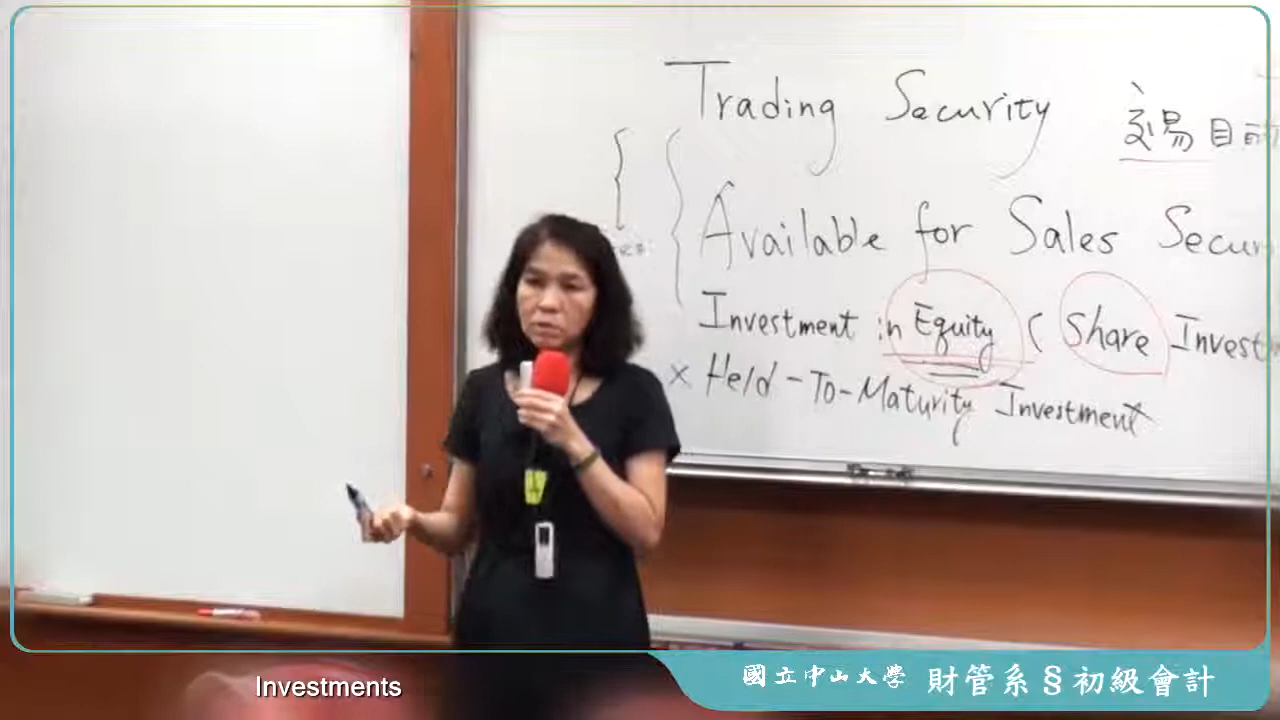 Trading Security 交易目的
Available for Sales Secur
Investment in Equity ( Share Invest
× Held-To-Maturity Investment
Investments
國立中山大學 財管系§初級會計